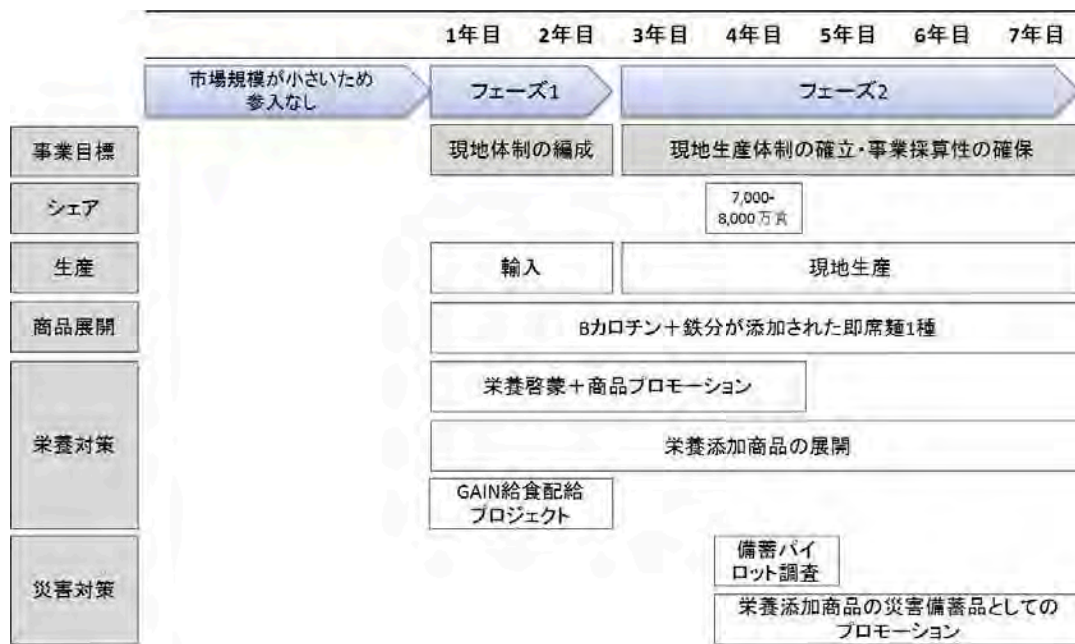 1年目 2年目 3年目 4年目 5年目 6年目 7年目
市場規模が小さいため
参入なし
フェーズ1
フェーズ2
事業目標
現地体制の編成
現地生産体制の確立・事業採算性の確保
シェア
7,000-
8,000万食
生産
輸入
現地生産
商品展開
Bカロチン+鉄分が添加された即席麺1種
栄養対策
栄養啓蒙+商品プロモーション
栄養添加商品の展開
GAIN給食配給
プロジェクト
災害対策
備蓄パイ
ロット調査
栄養添加商品の災害備蓄品としての
プロモーション